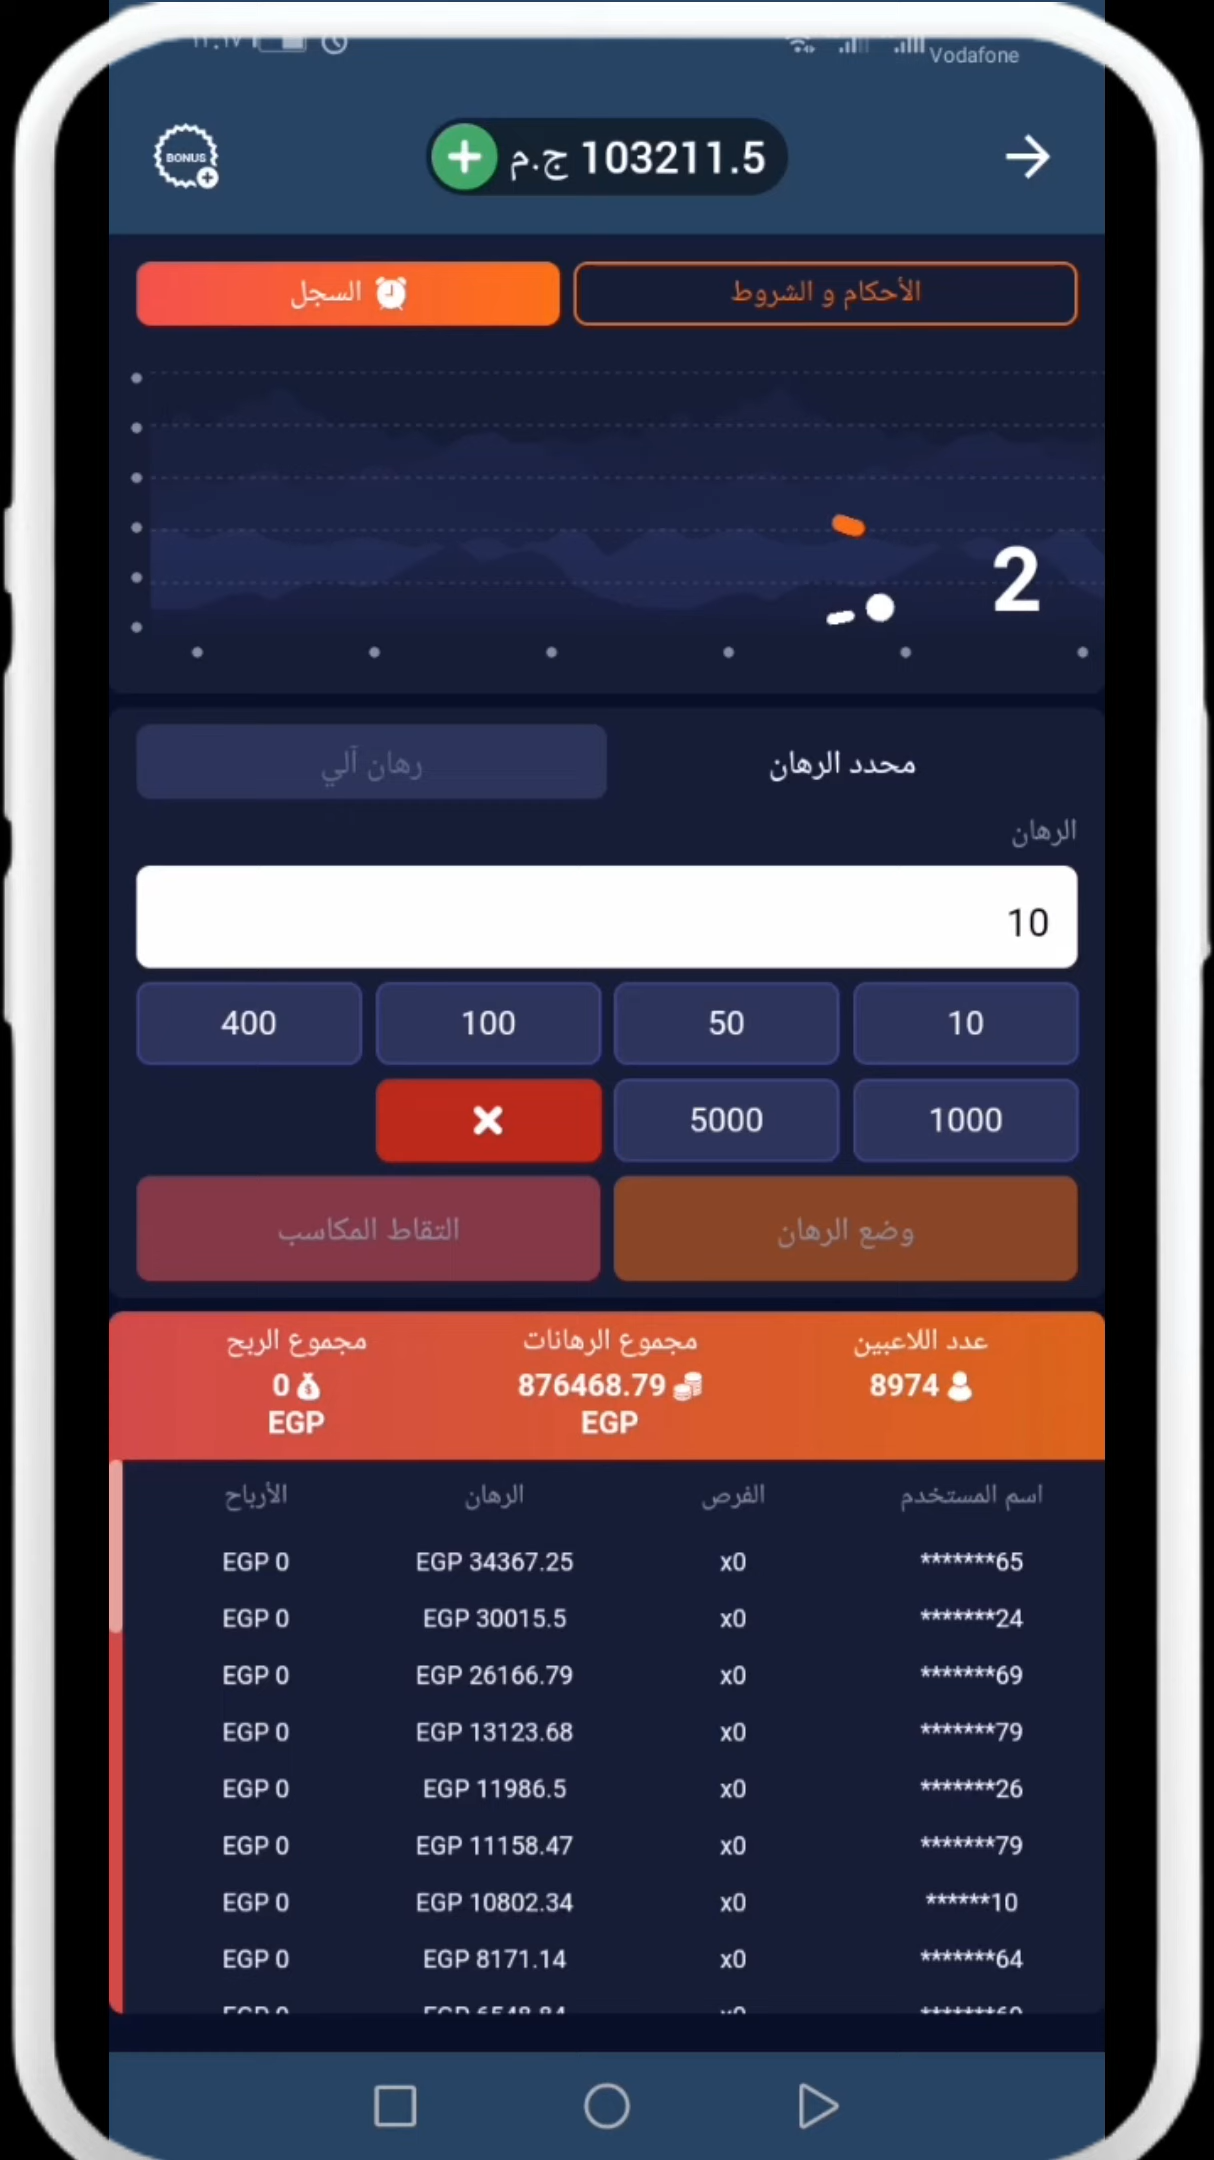 Vodafone
BONUS
103211.5 ج.م
الأحكام و الشروط
السجل
2
محدد الرهان
رهان آلي
الرهان
10
10 50 100 400
1000 5000
وضع الرهان
التقاط المكاسب
عدد اللاعبين مجموع الرهانات مجموع الربح
8974 876468.79 0
EGP EGP
اسم المستخدم الفرص الرهان الأرباح
*******65 x0 EGP 34367.25 EGP 0
*******24 x0 EGP 30015.5 EGP 0
*******69 x0 EGP 26166.79 EGP 0
*******79 x0 EGP 13123.68 EGP 0
*******26 x0 EGP 11986.5 EGP 0
*******79 x0 EGP 11158.47 EGP 0
******10 x0 EGP 10802.34 EGP 0
*******64 x0 EGP 8171.14 EGP 0